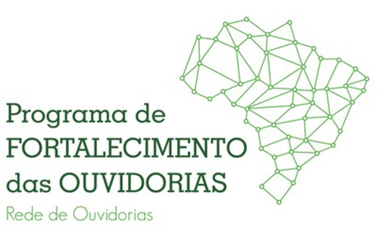 Programa de
FORTALECIMENTO
das OUVIDORIAS
Rede de Ouvidorias